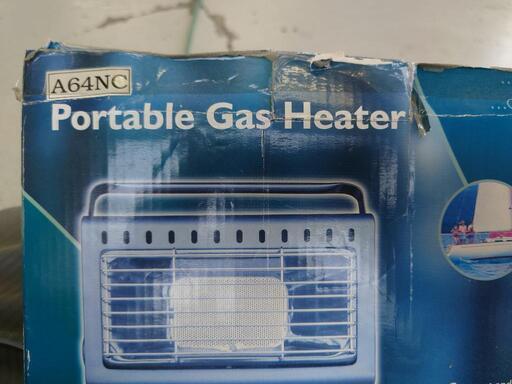 A64NC
Portable Gas Heater